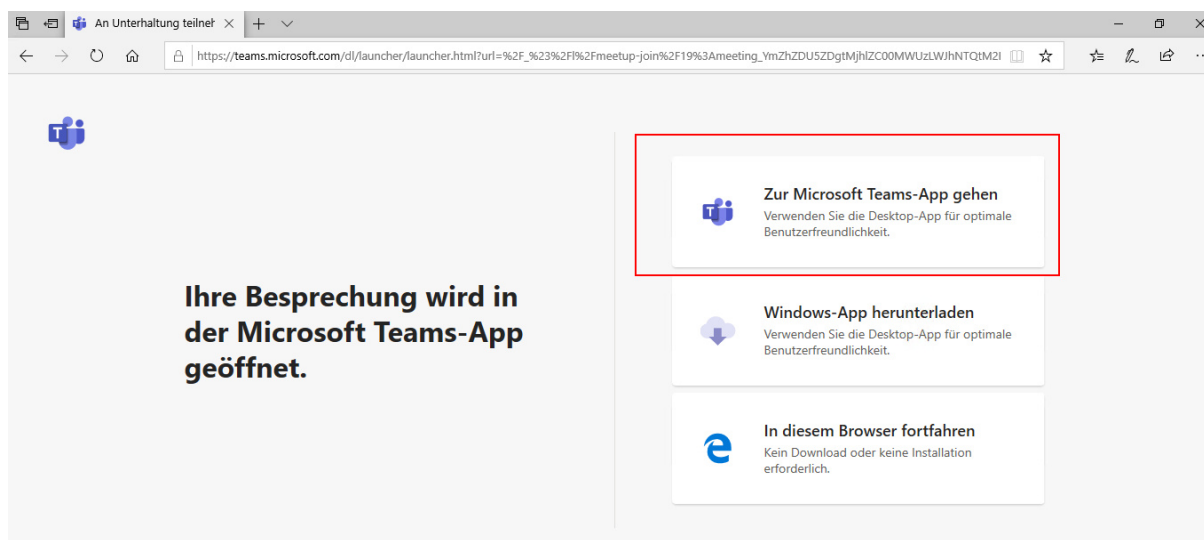 An Unterhaltung teilneh
https://teams.microsoft.com/dl/launcher/launcher.html?url=%2F_%23%2Fl%2Fmeetup-join%2F19%3Ameeting_YmZhZDU5ZDgtMjhlZC00MWUzLWJhNTQtM2I
Zur Microsoft Teams-App gehen
Verwenden Sie die Desktop-App für optimale
Benutzerfreundlichkeit.
Ihre Besprechung wird in
der Microsoft Teams-App
geöffnet.
Windows-App herunterladen
Verwenden Sie die Desktop-App für optimale
Benutzerfreundlichkeit.
In diesem Browser fortfahren
Kein Download oder keine Installation
erforderlich.